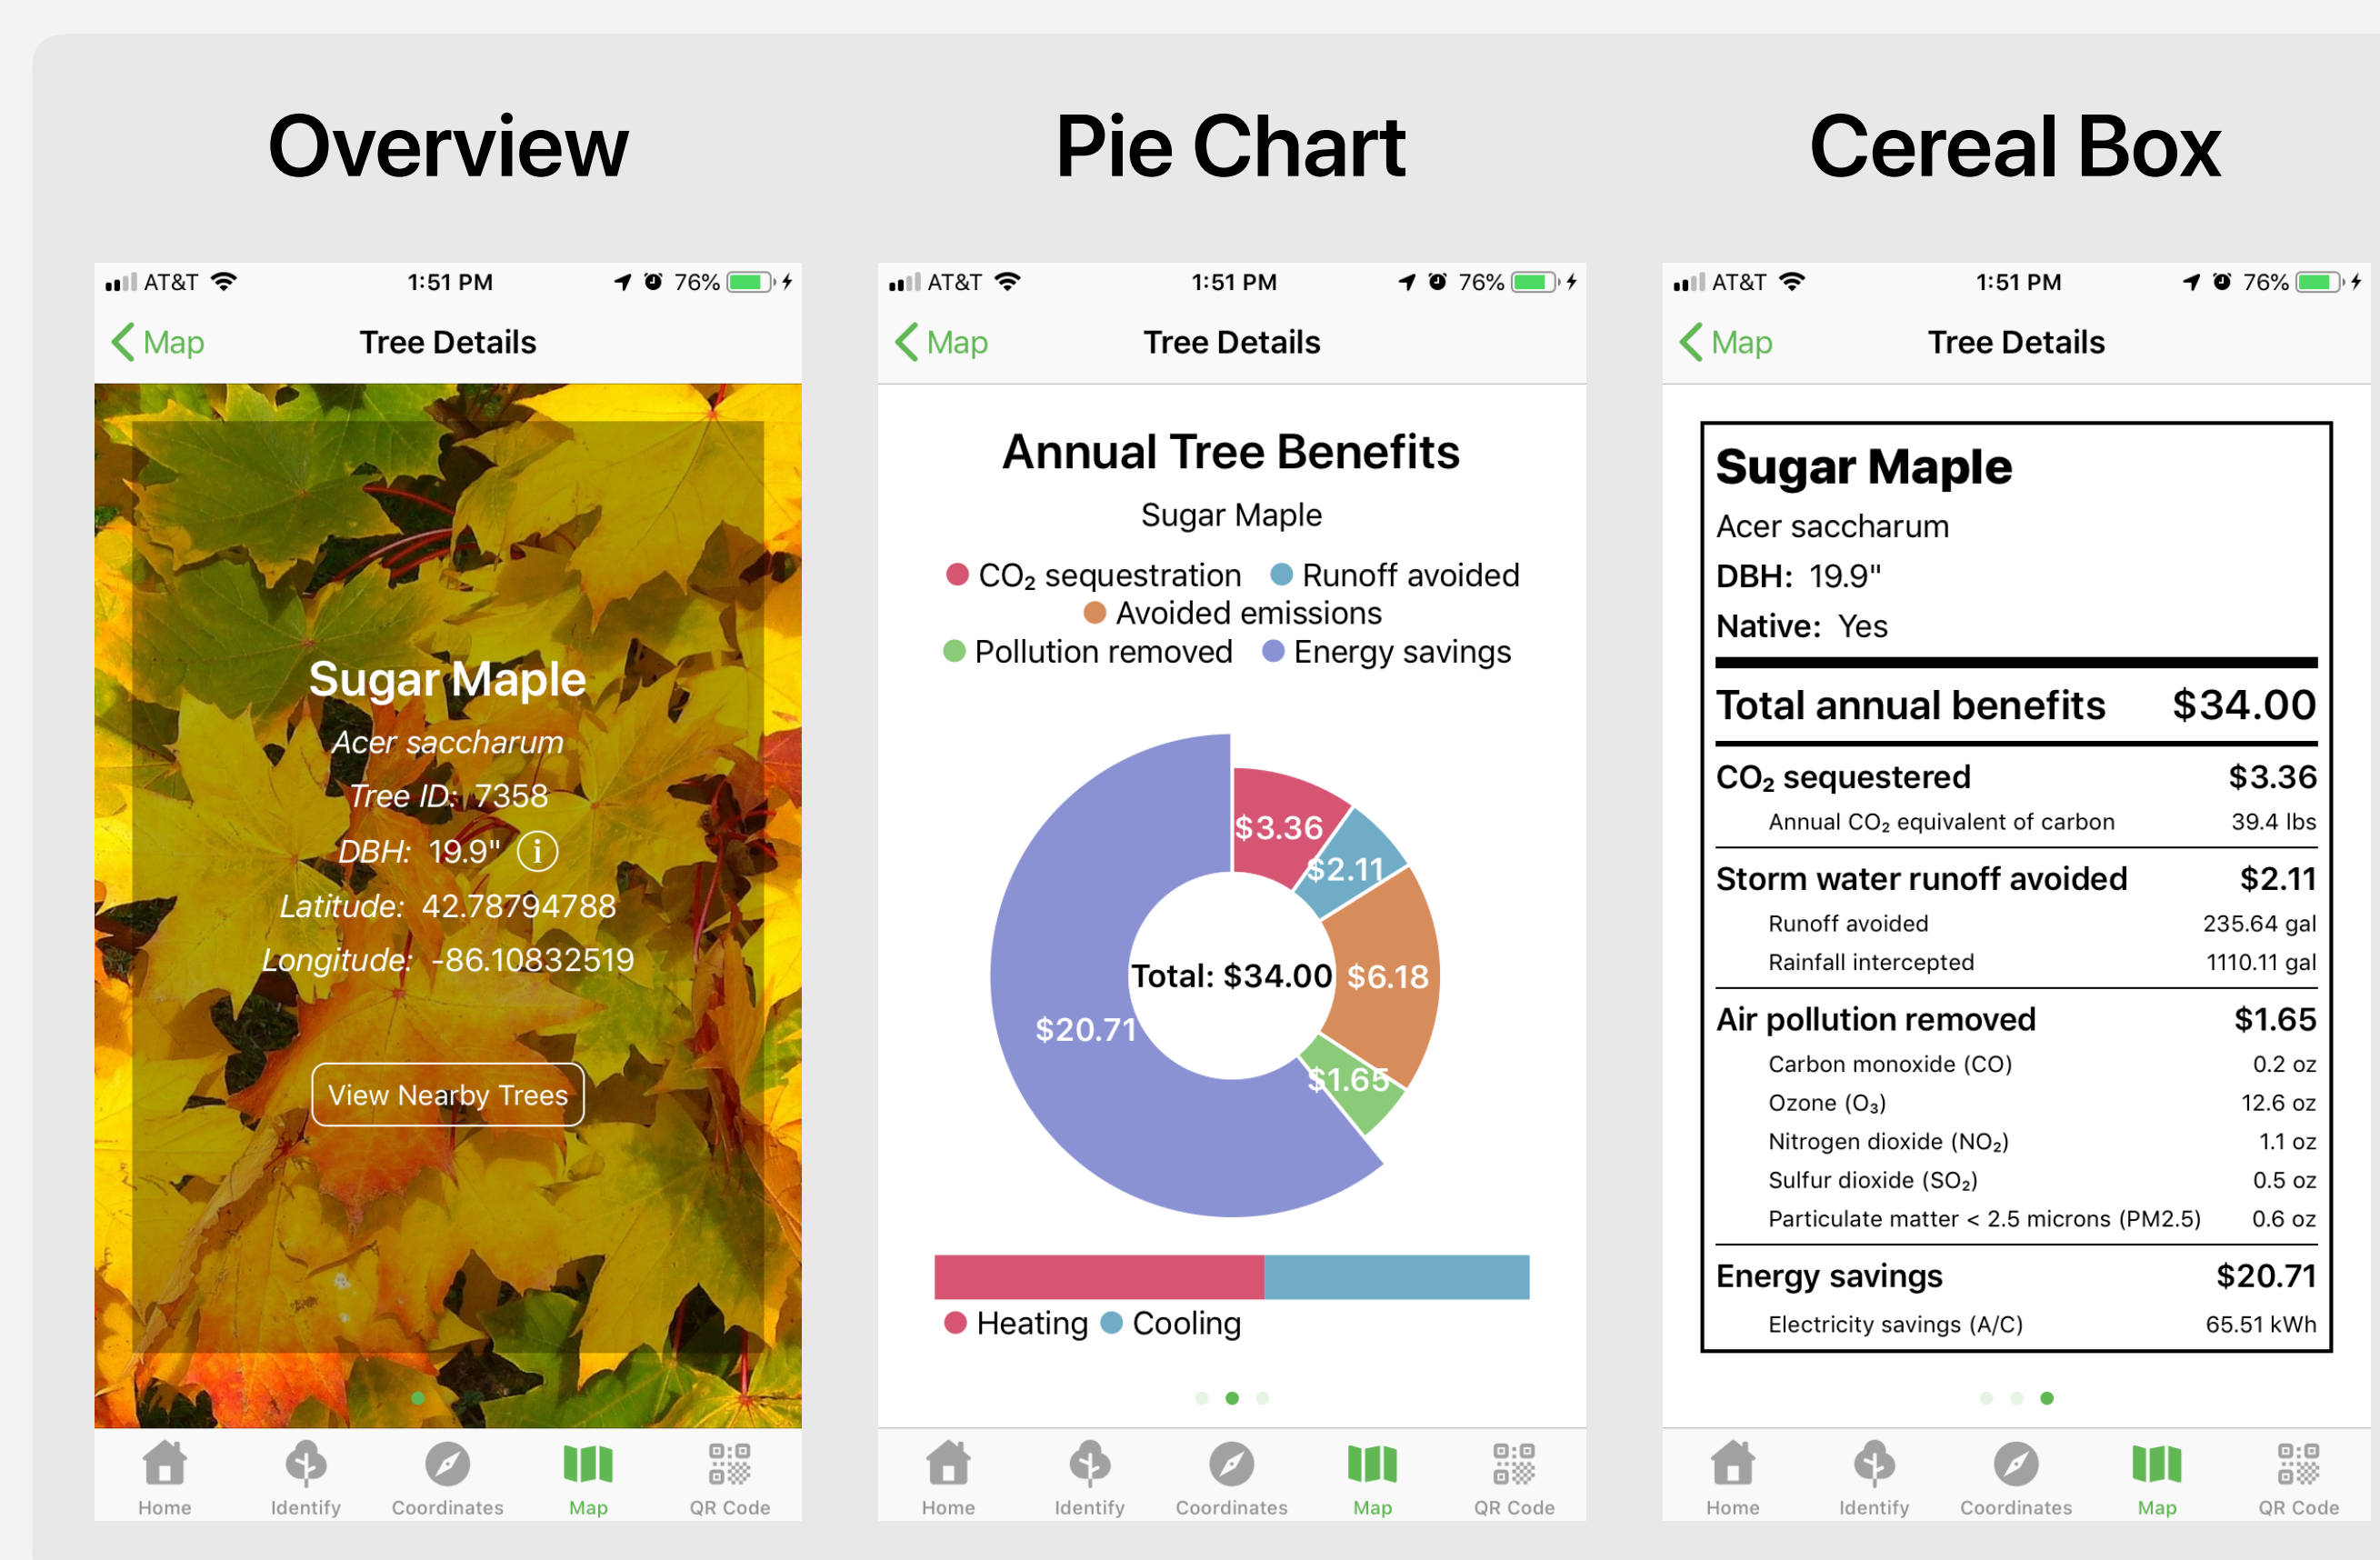 Overview
Pie Chart
Cereal Box
AT&T 1:51 PM 76%
Map Tree Details
Sugar Maple
Acer saccharum
Tree ID: 7358
DBH: 19.9" i
Latitude: 42.78794788
Longitude: -86.10832519
View Nearby Trees
Home Identify Coordinates Map QR Code
AT&T 1:51 PM 76%
Map Tree Details
Annual Tree Benefits
Sugar Maple
CO₂ sequestration Runoff avoided
Avoided emissions
Pollution removed Energy savings
$3.36
$2.11
Total: $34.00 $6.18
$20.71
$1.65
Heating Cooling
Home Identify Coordinates Map QR Code
AT&T 1:51 PM 76%
Map Tree Details
Sugar Maple
Acer saccharum
DBH: 19.9"
Native: Yes
Total annual benefits $34.00
CO₂ sequestered $3.36
Annual CO₂ equivalent of carbon 39.4 lbs
Storm water runoff avoided $2.11
Runoff avoided 235.64 gal
Rainfall intercepted 1110.11 gal
Air pollution removed $1.65
Carbon monoxide (CO) 0.2 oz
Ozone (O₃) 12.6 oz
Nitrogen dioxide (NO₂) 1.1 oz
Sulfur dioxide (SO₂) 0.5 oz
Particulate matter < 2.5 microns (PM2.5) 0.6 oz
Energy savings $20.71
Electricity savings (A/C) 65.51 kWh
Home Identify Coordinates Map QR Code